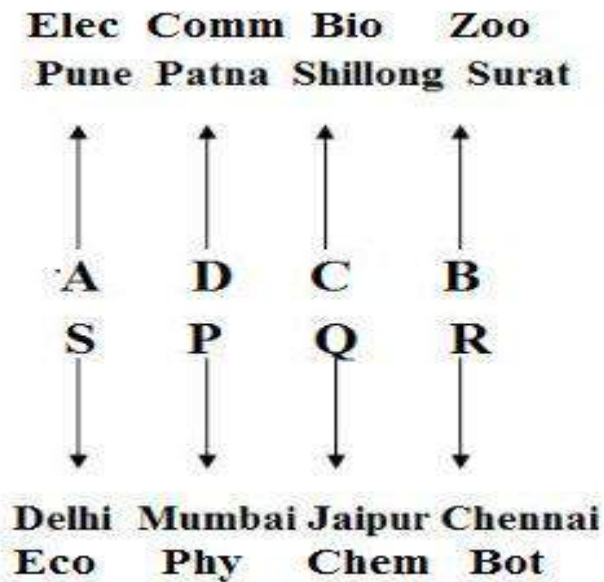 Elec Comm Bio Zoo
Pune Patna Shillong Surat
A D C B
S P Q R
Delhi Mumbai Jaipur Chennai
Eco Phy Chem Bot